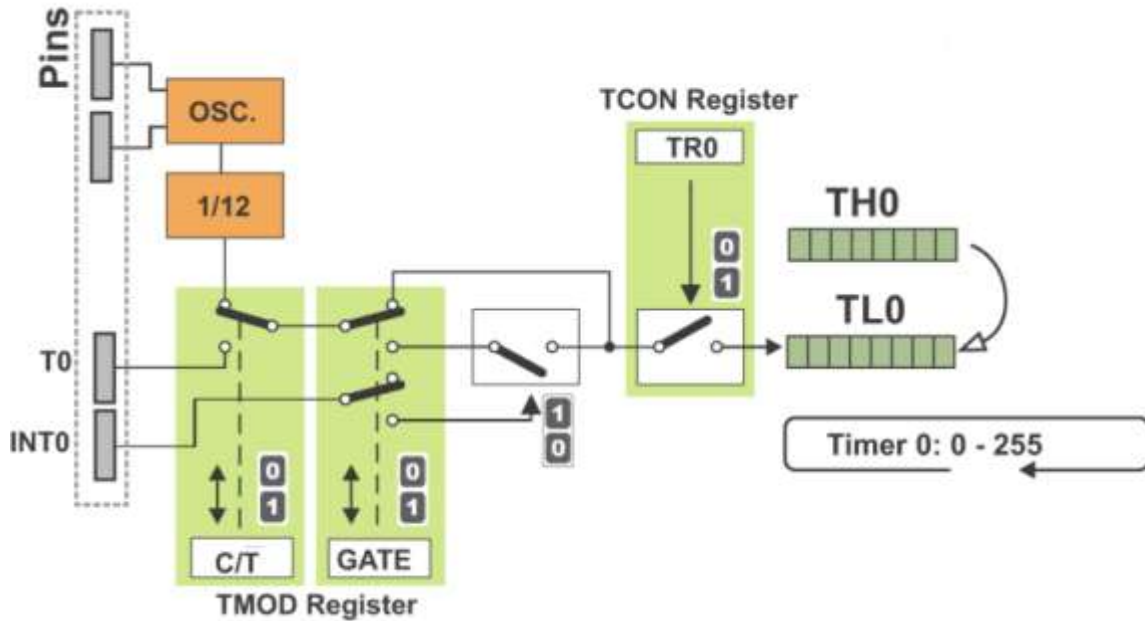 Pins
OSC.
TCON Register
TR0
1/12
TH0
0
1
TL0
T0
1
0
INT0
Timer 0: 0 - 255
0
1
0
1
C/T
GATE
TMOD Register